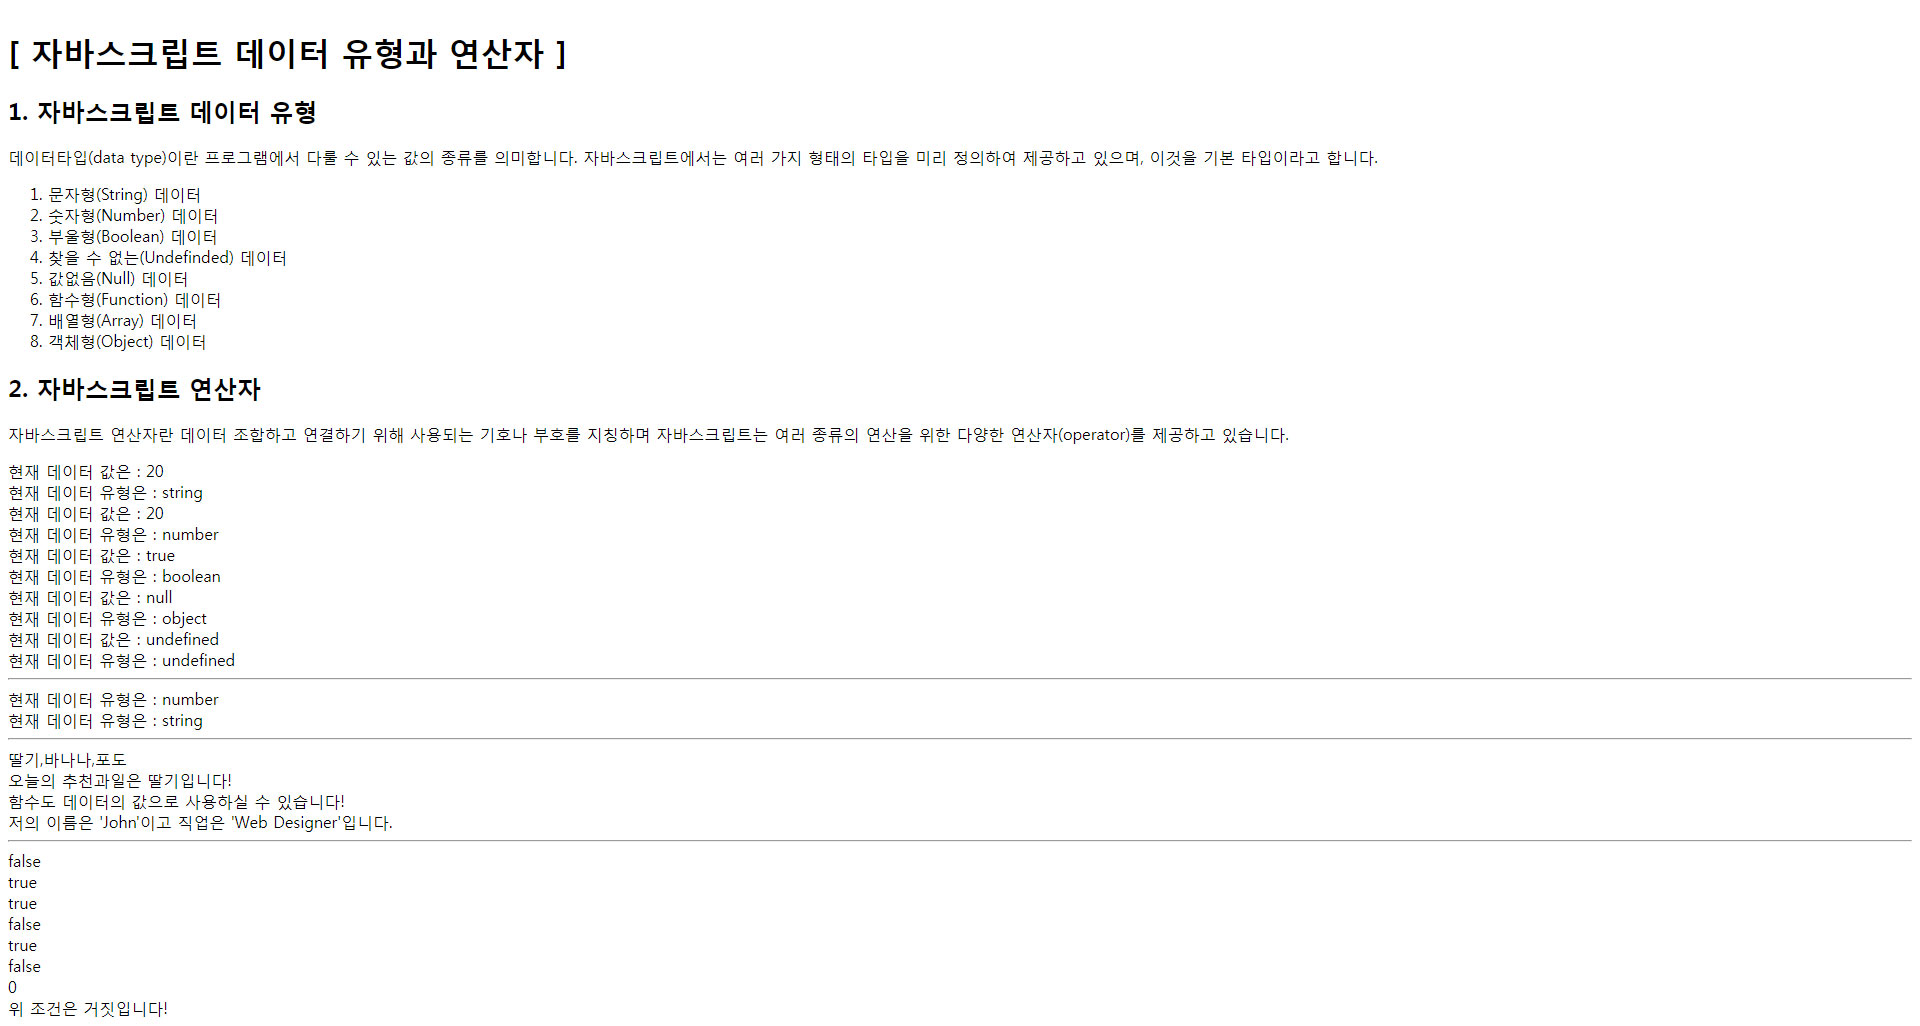 [ 자바스크립트 데이터 유형과 연산자 ]
1. 자바스크립트 데이터 유형
데이터타입(data type)이란 프로그램에서 다룰 수 있는 값의 종류를 의미합니다. 자바스크립트에서는 여러 가지 형태의 타입을 미리 정의하여 제공하고 있으며, 이것을 기본 타입이라고 합니다.
1. 문자형(String) 데이터
2. 숫자형(Number) 데이터
3. 부울형(Boolean) 데이터
4. 찾을 수 없는(Undefinded) 데이터
5. 값없음(Null) 데이터
6. 함수형(Function) 데이터
7. 배열형(Array) 데이터
8. 객체형(Object) 데이터
2. 자바스크립트 연산자
자바스크립트 연산자란 데이터 조합하고 연결하기 위해 사용되는 기호나 부호를 지칭하며 자바스크립트는 여러 종류의 연산을 위한 다양한 연산자(operator)를 제공하고 있습니다.
현재 데이터 값은 : 20
현재 데이터 유형은 : string
현재 데이터 값은 : 20
현재 데이터 유형은 : number
현재 데이터 값은 : true
현재 데이터 유형은 : boolean
현재 데이터 값은 : null
현재 데이터 유형은 : object
현재 데이터 값은 : undefined
현재 데이터 유형은 : undefined
현재 데이터 유형은 : number
현재 데이터 유형은 : string
딸기,바나나,포도
오늘의 추천과일은 딸기입니다!
함수도 데이터의 값으로 사용하실 수 있습니다!
저의 이름은 'John'이고 직업은 'Web Designer'입니다.
false
true
true
false
true
false
0
위 조건은 거짓입니다!